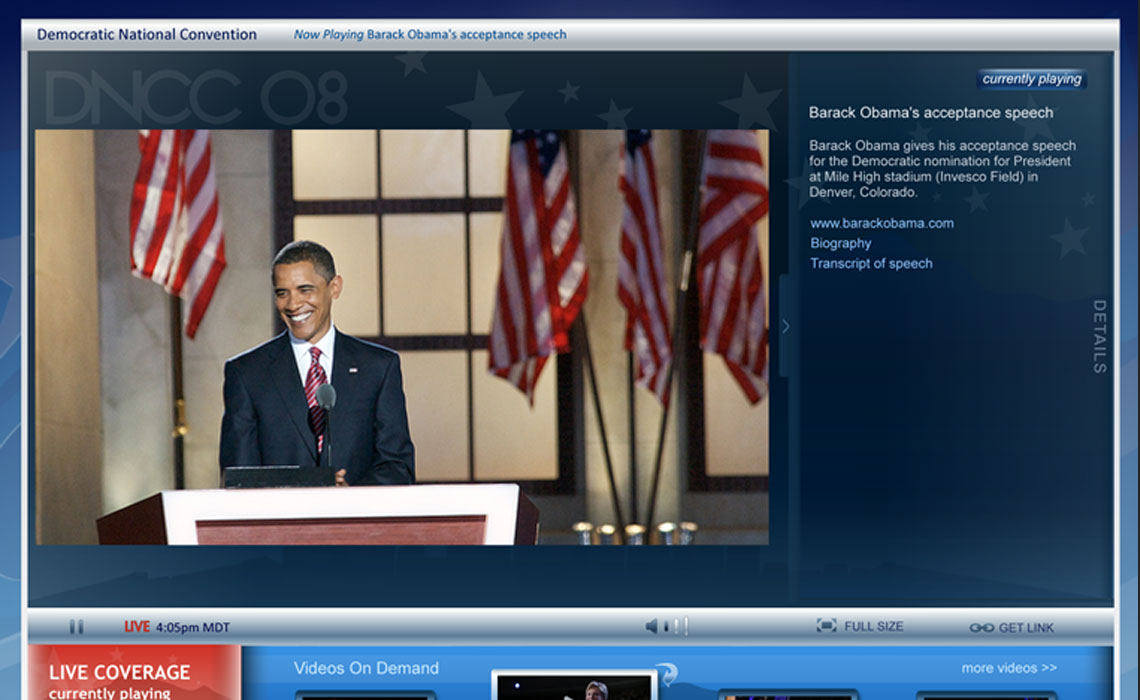 Democratic National Convention
Now Playing Barack Obama's acceptance speech
DNCC 08
currently playing
Barack Obama's acceptance speech
Barack Obama gives his acceptance speech
for the Democratic nomination for President
at Mile High stadium (Invesco Field) in
Denver, Colorado.
www.barackobama.com
Biography
Transcript of speech
DETAILS
LIVE 4:05pm MDT
FULL SIZE
GET LINK
LIVE COVERAGE
currently playing
Videos On Demand
more videos >>